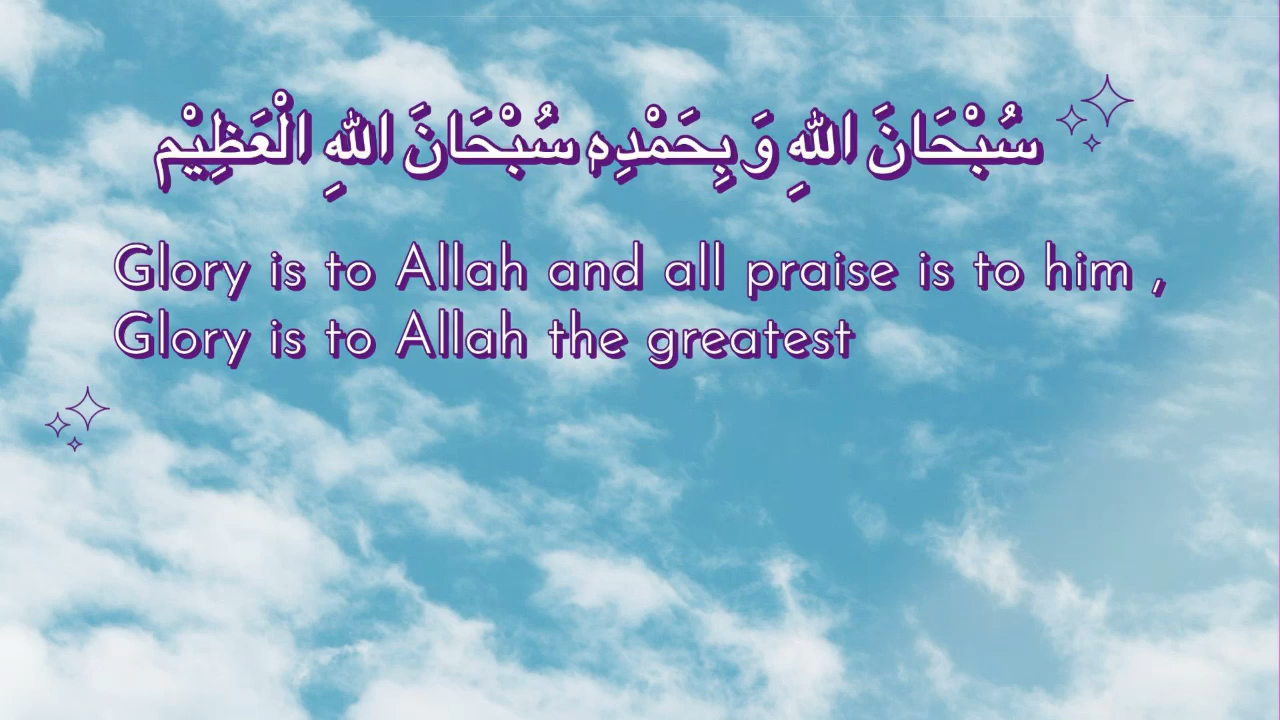 سُبْحَانَ اللهِ وَ بِحَمْدِهِ سُبْحَانَ اللهِ الْعَظِيْمِ
Glory is to Allah and all praise is to him ,
Glory is to Allah the greatest